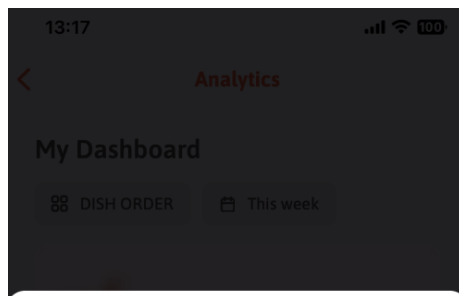 13:17
100
Analytics
My Dashboard
DISH ORDER
This week